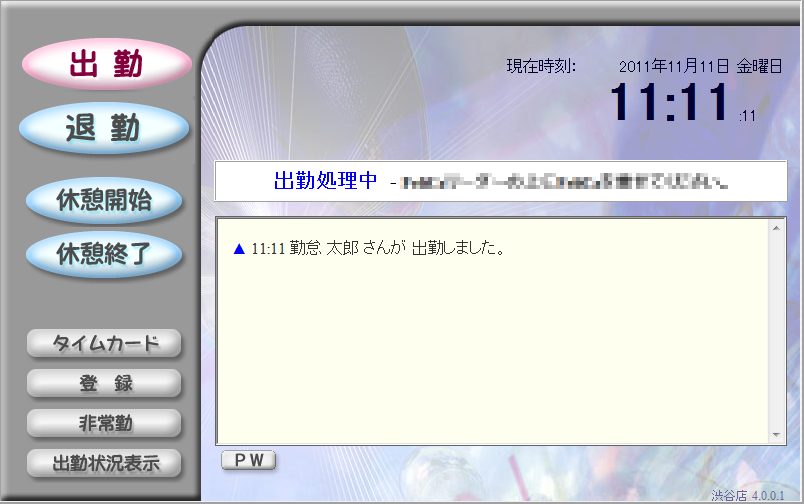 出勤
退勤
休憩開始
休憩終了
タイムカード
登 録
非常勤
出勤状況表示
現在時刻: 2011年11月11日 金曜日
11:11 :11
出勤処理中 -
▲ 11:11 勤怠 太郎 さんが 出勤しました。
PW
渋谷店 4.0.0.1